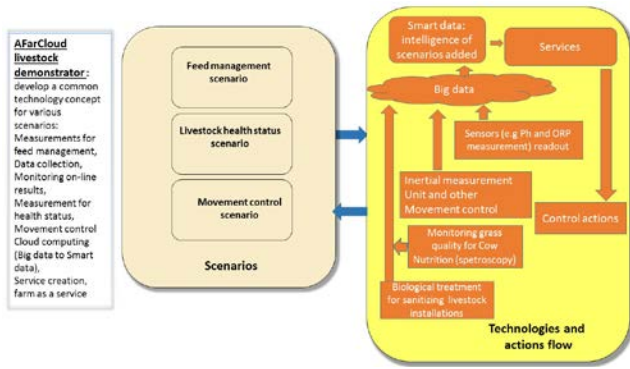 AFarCloud
livestock
demonstrator:
develop a common
technology concept
for various
scenarios:
Measurements for
feed management,
Data collection,
Monitoring on-line
results,
Measurement for
health status,
Movement control
Cloud computing
(Big data to Smart
data),
Service creation,
farm as a service
Feed management
scenario
Livestock health status
scenario
Movement control
scenario
Scenarios
Smart data:
intelligence of
scenarios added
Services
Big data
Sensors (e.g Ph and ORP
measurement) readout
Inertial measurement
Unit and other
Movement control
Control actions
Monitoring grass
quality for Cow
Nutrition (spetroscopy)
Biological treatment
for sanitizing livestock
installations
Technologies and
actions flow